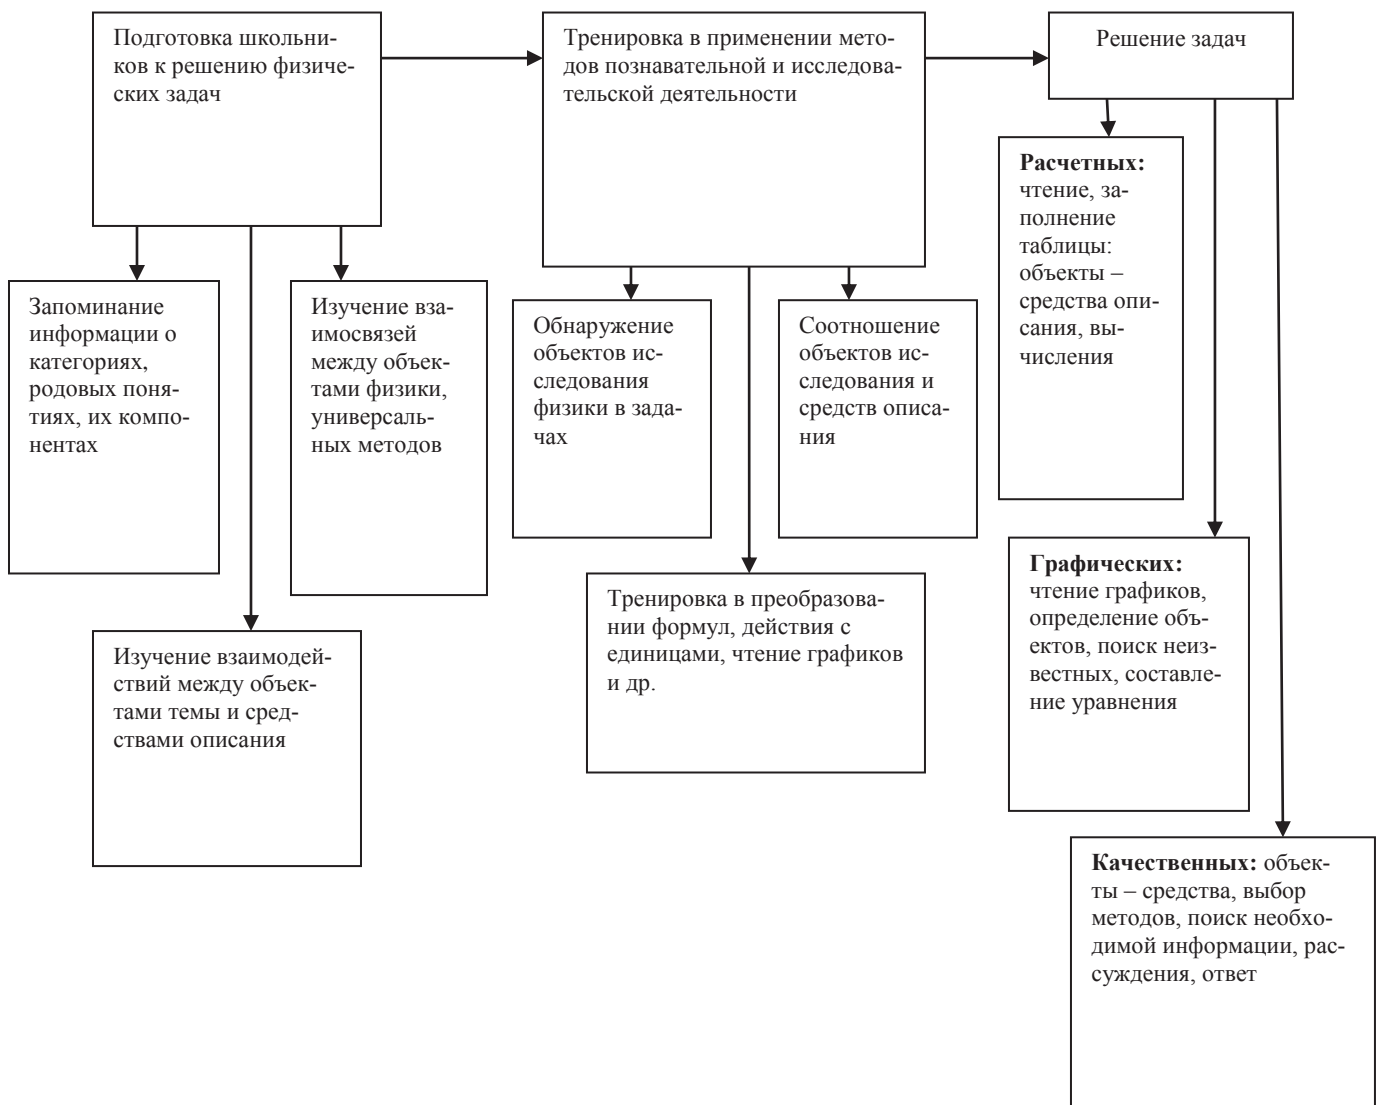 Подготовка школьни-
ков к решению физиче-
ских задач
Тренировка в применении мето-
дов познавательной и исследова-
тельской деятельности
Решение задач
Расчетных:
чтение, за-
полнение
таблицы:
объекты –
средства опи-
сания, вы-
числения
Запоминание
информации о
категориях,
родовых поня-
тиях, их компо-
нентах
Изучение вза-
имосвязей
между объек-
тами физики,
универсаль-
ных методов
Обнаружение
объектов ис-
следования
физики в зада-
чах
Соотношение
объектов ис-
следования и
средств описа-
ния
Графических:
чтение графиков,
определение объ-
ектов, поиск неиз-
вестных, составле-
ние уравнения
Тренировка в преобразова-
нии формул, действия с
единицами, чтение графиков
и др.
Изучение взаимодей-
ствий между объек-
тами темы и сред-
ствами описания
Качественных: объек-
ты – средства, выбор
методов, поиск необхо-
димой информации, рас-
суждения, ответ